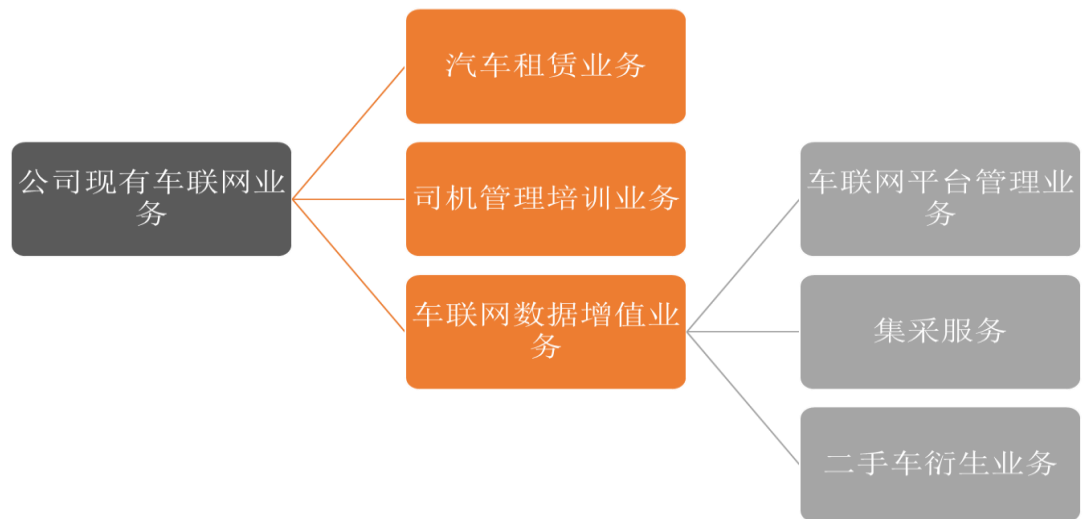 汽车租赁业务
公司现有车联网业
务
司机管理培训业务
车联网平台管理业
务
车联网数据增值业
务
集采服务
二手车衍生业务